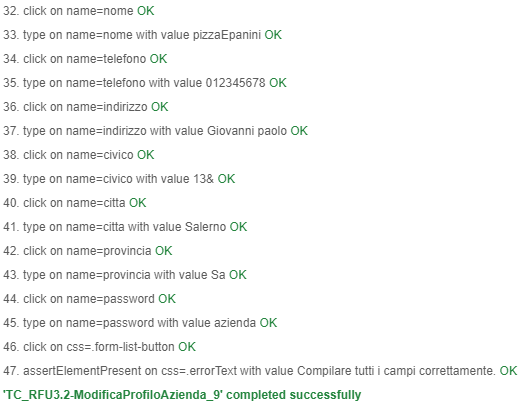 32. click on name=nome OK
33. type on name=nome with value pizzaEpanini OK
34. click on name=telefono OK
35. type on name=telefono with value 012345678 OK
36. click on name=indirizzo OK
37. type on name=indirizzo with value Giovanni paolo OK
38. click on name=civico OK
39. type on name=civico with value 13& OK
40. click on name=citta OK
41. type on name=citta with value Salerno OK
42. click on name=provincia OK
43. type on name=provincia with value Sa OK
44. click on name=password OK
45. type on name=password with value azienda OK
46. click on css=.form-list-button OK
47. assertElementPresent on css=.errorText with value Compilare tutti i campi correttamente. OK
'TC_RFU3.2-ModificaProfiloAzienda_9' completed successfully